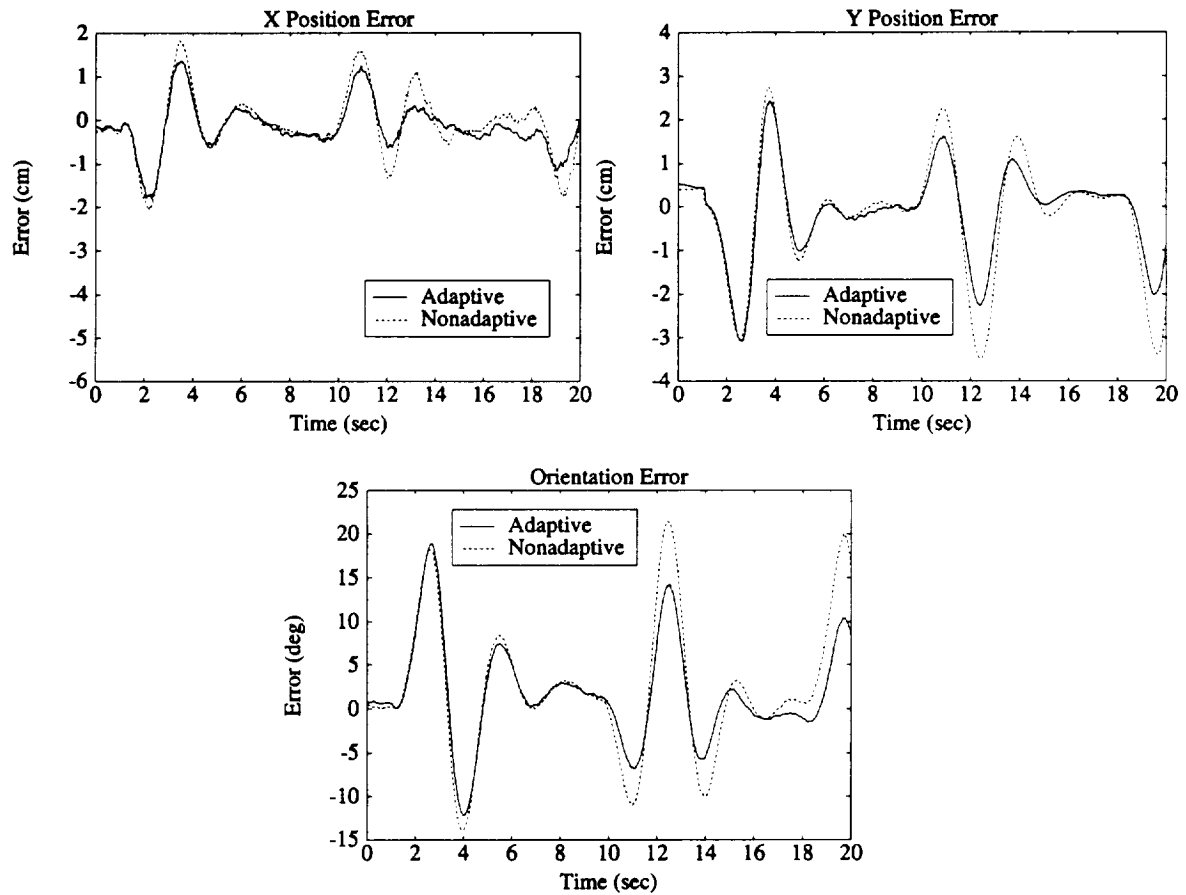 X Position Error
2
1
0
-1
-2
-3
-4
-5
-6
Error (cm)
Adaptive
Nonadaptive
0 2 4 6 8 10 12 14 16 18 20
Time (sec)
Y Position Error
4
3
2
1
0
-1
-2
-3
-4
Error (cm)
Adaptive
Nonadaptive
0 2 4 6 8 10 12 14 16 18 20
Time (sec)
Orientation Error
25
20
15
10
5
0
-5
-10
-15
Error (deg)
Adaptive
Nonadaptive
0 2 4 6 8 10 12 14 16 18 20
Time (sec)